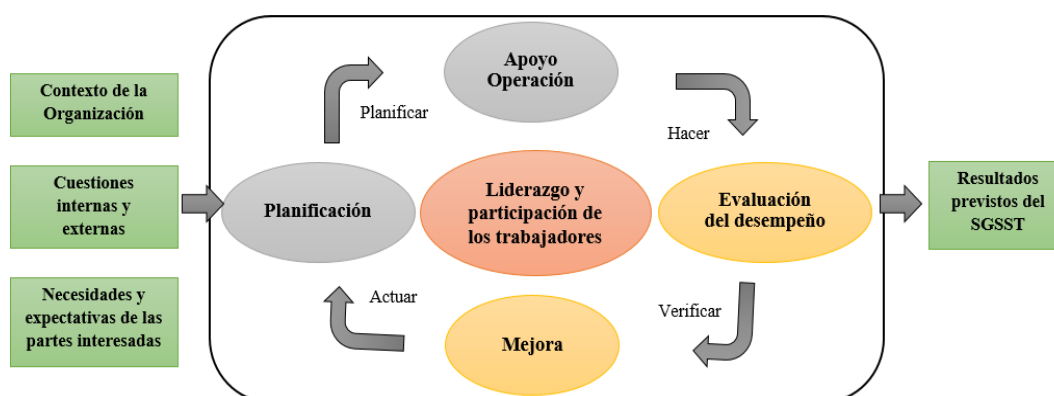 Contexto de la
Organización
Cuestiones
internas y
externas
Necesidades y
expectativas de las
partes interesadas
Planificar
Apoyo
Operación
Hacer
Planificación
Liderazgo y
participación de
los trabajadores
Evaluación
del desempeño
Actuar
Mejora
Verificar
Resultados
previstos del
SGSST